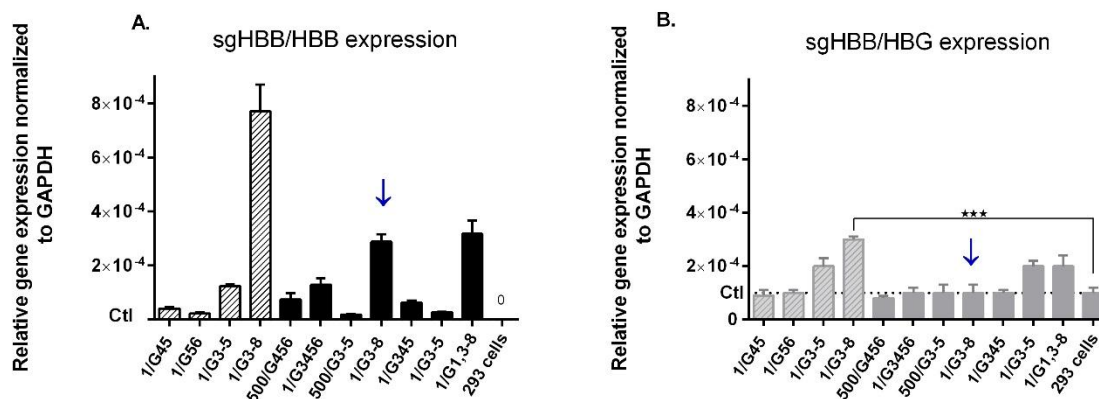 A.
sgHBB/HBB expression
Relative gene expression normalized
to GAPDH
8×10⁻⁴
6×10⁻⁴
4×10⁻⁴
2×10⁻⁴
Ctl
0
1/G45
1/G56
1/G3-5
1/G3-8
500/G456
1/G3456
500/G3-5
1/G3-8
1/G345
1/G3-5
1/G1,3-8
293 cells
B.
sgHBB/HBG expression
Relative gene expression normalized
to GAPDH
8×10⁻⁴
6×10⁻⁴
4×10⁻⁴
2×10⁻⁴
Ctl
0
★★★
1/G45
1/G56
1/G3-5
1/G3-8
500/G456
1/G3456
500/G3-5
1/G3-8
1/G345
1/G3-5
1/G1,3-8
293 cells